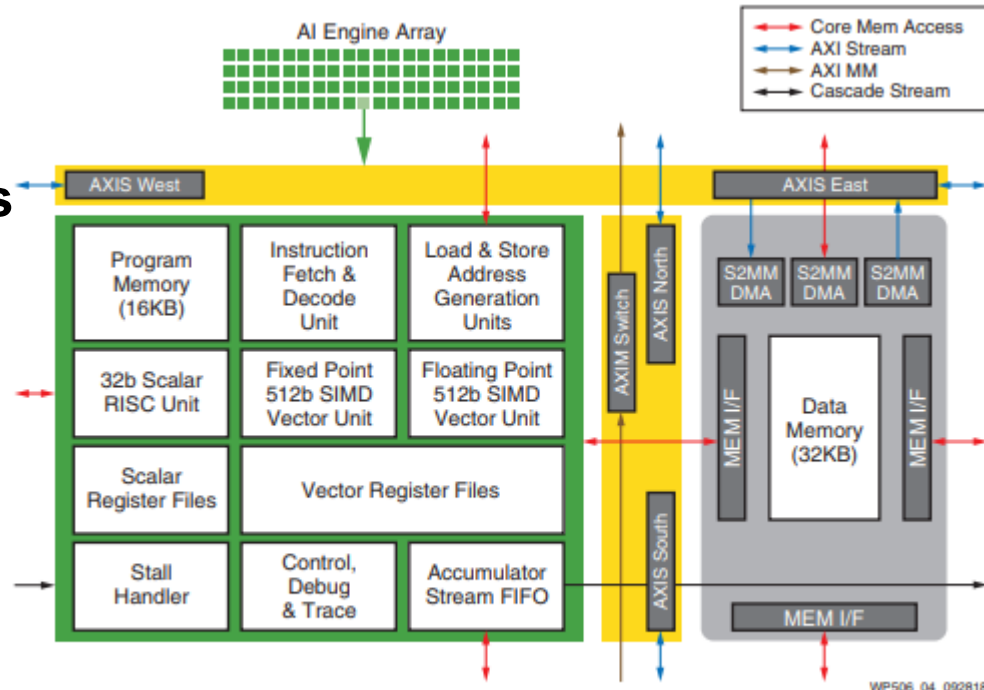 AI Engine Array
Core Mem Access
AXI Stream
AXI MM
Cascade Stream
s
AXIS West
AXIS East
Program
Memory
(16KB)
Instruction
Fetch &
Decode
Unit
Load & Store
Address
Generation
Units
AXIM Switch
AXIS North
S2MM
DMA
S2MM
DMA
S2MM
DMA
32b Scalar
RISC Unit
Fixed Point
512b SIMD
Vector Unit
Floating Point
512b SIMD
Vector Unit
MEM I/F
Data
Memory
(32KB)
MEM I/F
Scalar
Register Files
Vector Register Files
Stall
Handler
Control,
Debug
& Trace
Accumulator
Stream FIFO
AXIS South
MEM I/F
WP506_04_092818